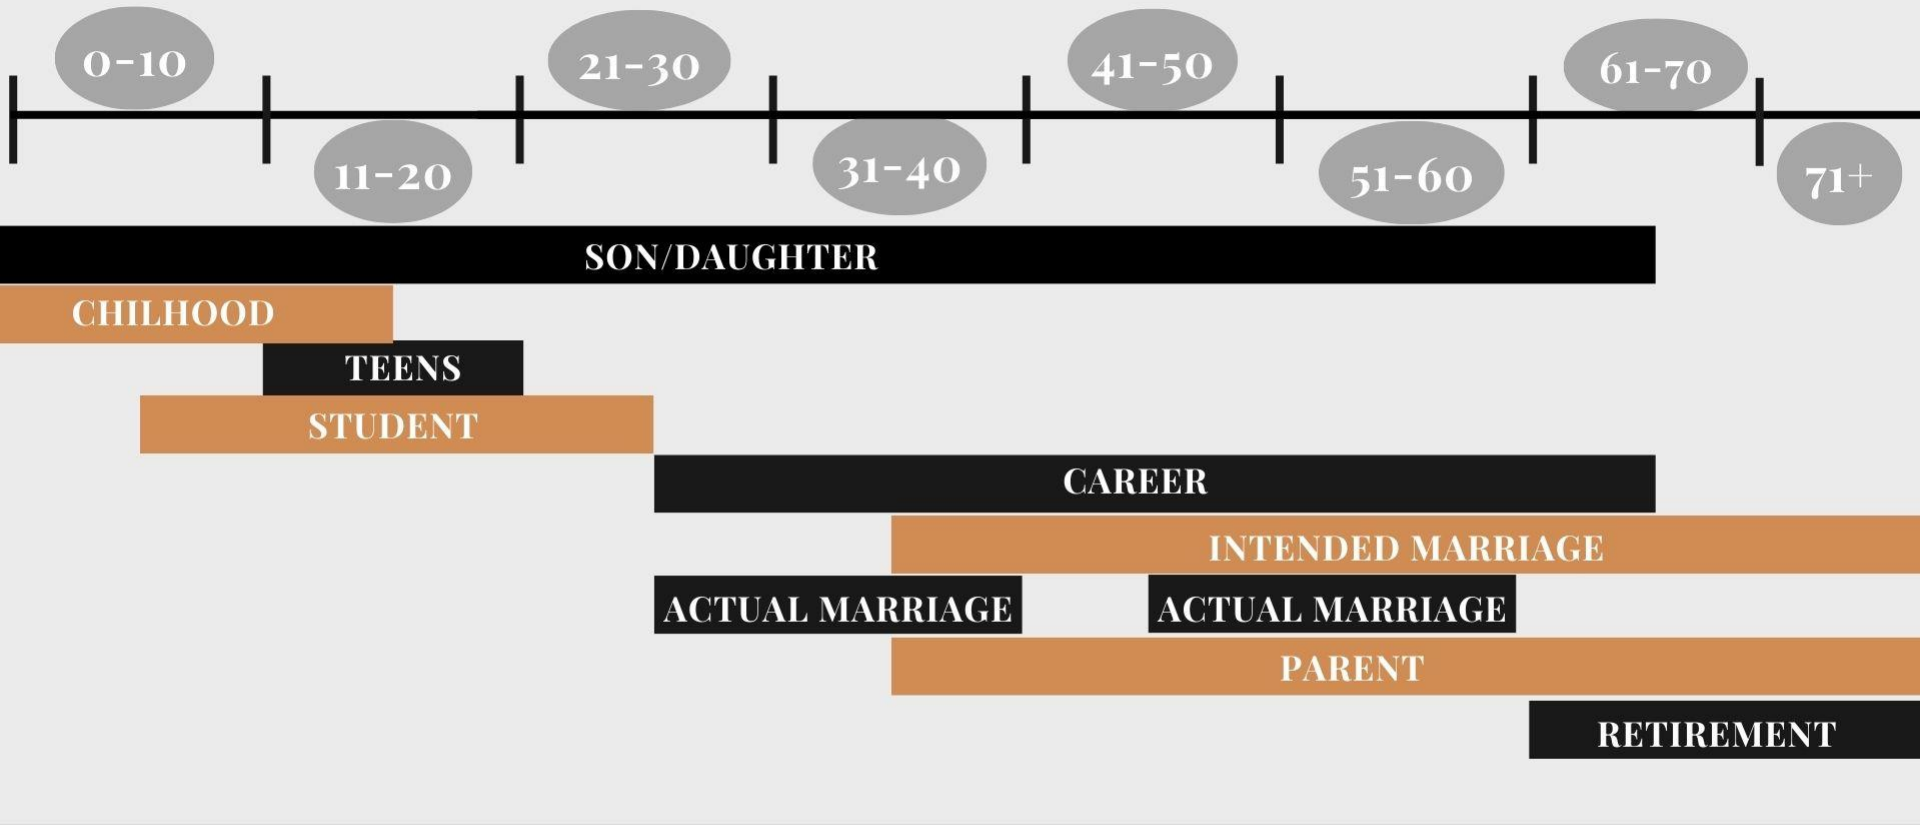 0-10
11-20
21-30
31-40
41-50
51-60
61-70
71+
SON/DAUGHTER
CHILHOOD
TEENS
STUDENT
CAREER
INTENDED MARRIAGE
ACTUAL MARRIAGE
ACTUAL MARRIAGE
PARENT
RETIREMENT